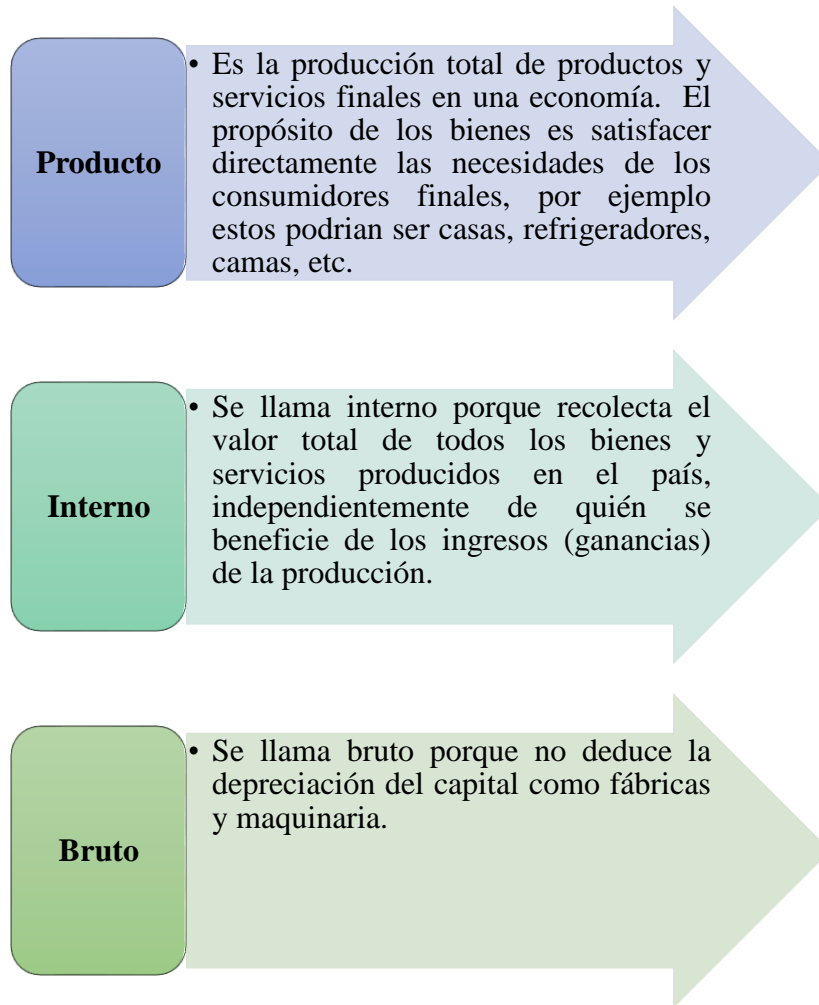 Producto
• Es la producción total de productos y
servicios finales en una economía. El
propósito de los bienes es satisfacer
directamente las necesidades de los
consumidores finales, por ejemplo
estos podrian ser casas, refrigeradores,
camas, etc.
Interno
• Se llama interno porque recolecta el
valor total de todos los bienes y
servicios producidos en el país,
independientemente de quién se
beneficie de los ingresos (ganancias)
de la producción.
Bruto
• Se llama bruto porque no deduce la
depreciación del capital como fábricas
y maquinaria.